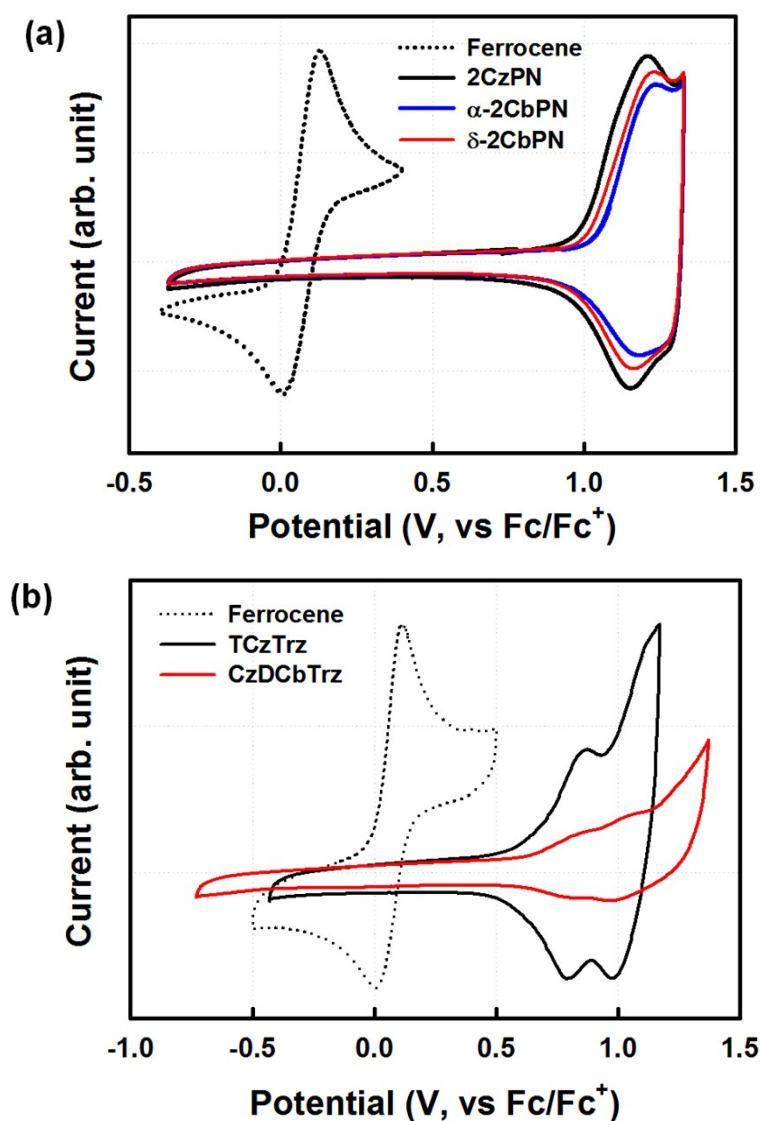 (a)
Ferrocene
2CzPN
α-2CbPN
δ-2CbPN
Current (arb. unit)
-0.5 0.0 0.5 1.0 1.5
Potential (V, vs Fc/Fc⁺)
(b)
Ferrocene
TCzTrz
CzDCbTrz
Current (arb. unit)
-1.0 -0.5 0.0 0.5 1.0 1.5
Potential (V, vs Fc/Fc⁺)